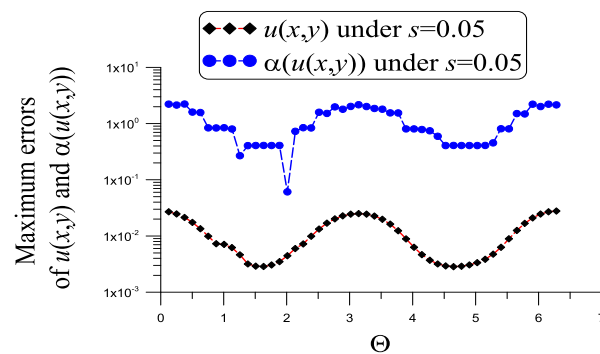 u(x,y) under s=0.05
α(u(x,y)) under s=0.05
Maximum errors
of u(x,y) and α(u(x,y))
1x10¹
1x10⁰
1x10⁻¹
1x10⁻²
1x10⁻³
0 1 2 3 4 5 6 7
Θ